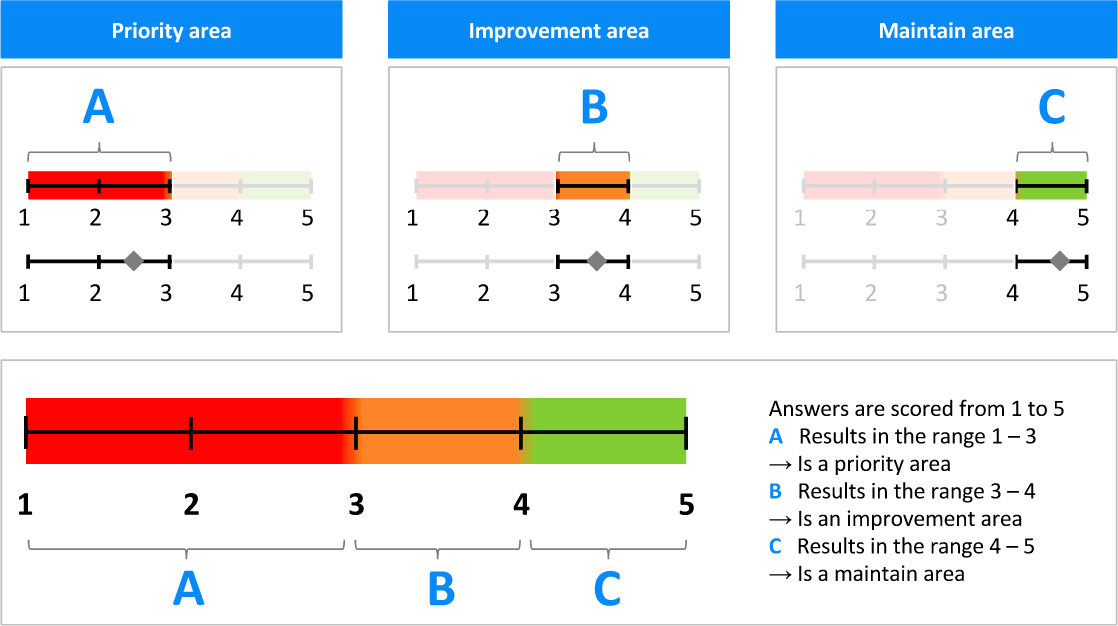 Priority area
Improvement area
Maintain area
A
B
C
1 2 3 4 5
1 2 3 4 5
1 2 3 4 5
1 2 3 4 5
1 2 3 4 5
1 2 3 4 5
1 2 3 4 5
A B C
Answers are scored from 1 to 5
A Results in the range 1 – 3
→ Is a priority area
B Results in the range 3 – 4
→ Is an improvement area
C Results in the range 4 – 5
→ Is a maintain area